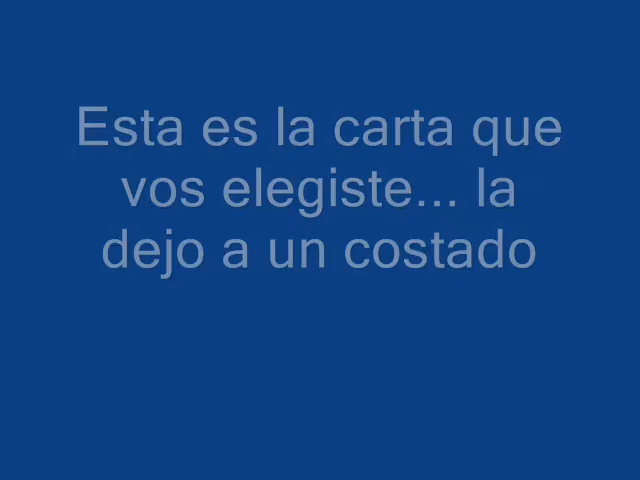 Esta es la carta que
vos elegiste... la
dejo a un costado